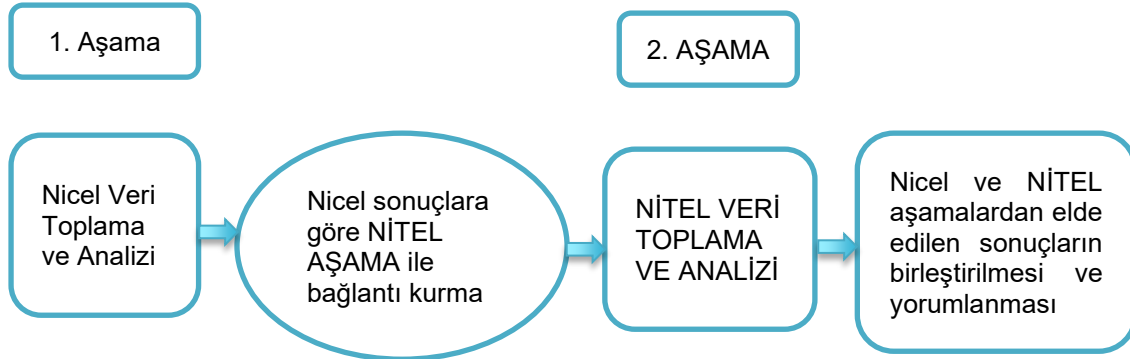 1. Aşama
2. AŞAMA
Nicel Veri
Toplama
ve Analizi
Nicel sonuçlara
göre NİTEL
AŞAMA ile
bağlantı kurma
NİTEL VERİ
TOPLAMA
VE ANALİZİ
Nicel ve NİTEL
aşamalardan elde
edilen sonuçların
birleştirilmesi ve
yorumlanması